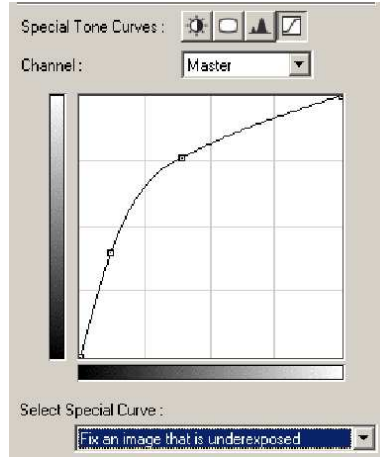 Special Tone Curves :
Channel : Master
Select Special Curve :
Fix an image that is underexposed